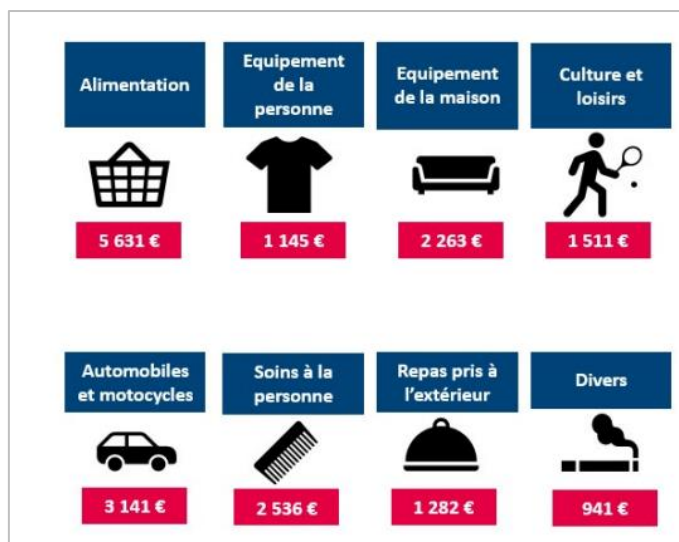 Alimentation
Equipement
de la
personne
Equipement
de la maison
Culture et
loisirs
5 631 €
1 145 €
2 263 €
1 511 €
Automobiles
et motocycles
Soins à la
personne
Repas pris à
l'extérieur
Divers
3 141 €
2 536 €
1 282 €
941 €